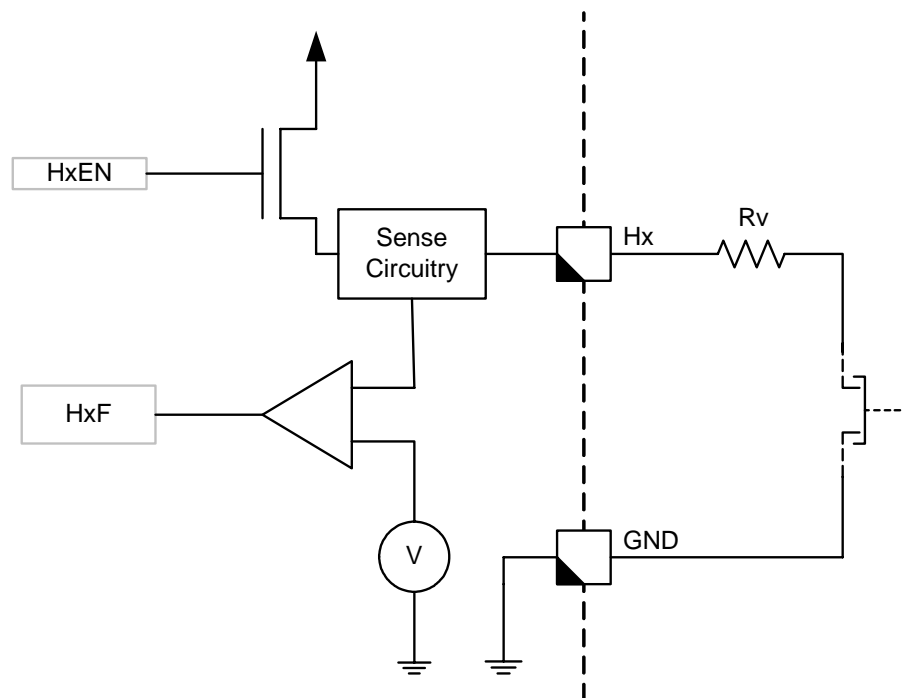 HxEN
Sense
Circuitry
Hx
Rv
HxF
GND
V